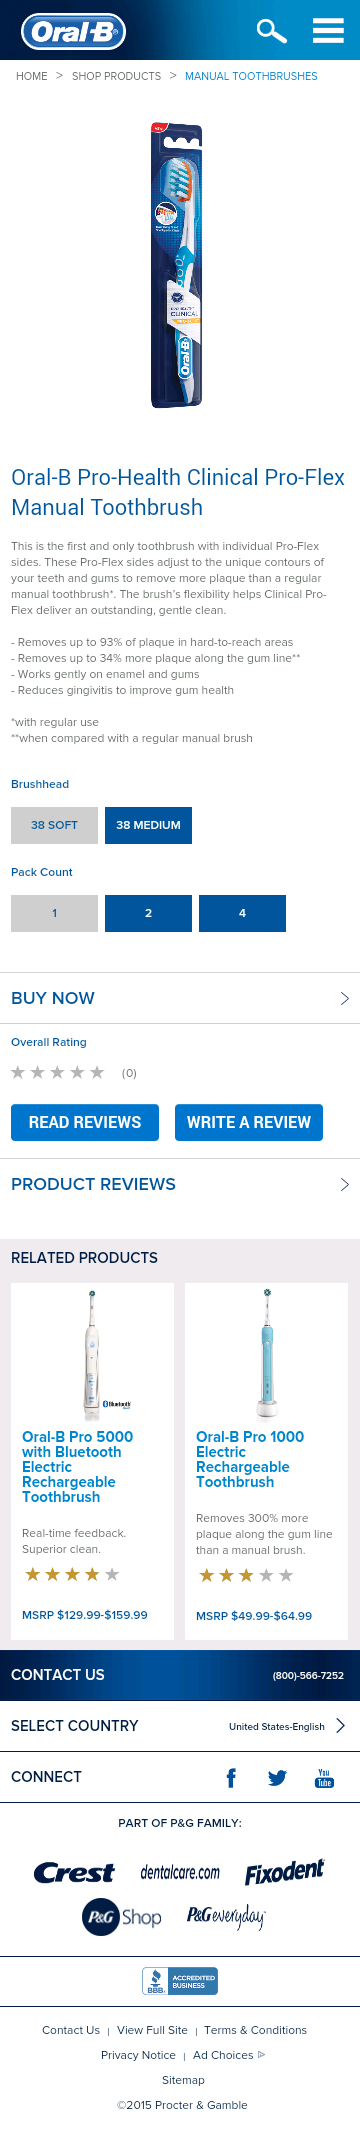 Oral-B®
HOME > SHOP PRODUCTS > MANUAL TOOTHBRUSHES
CLINICAL
Oral-B
Oral-B Pro-Health Clinical Pro-Flex
Manual Toothbrush
This is the first and only toothbrush with individual Pro-Flex
sides. These Pro-Flex sides adjust to the unique contours of
your teeth and gums to remove more plaque than a regular
manual toothbrush*. The brush's flexibility helps Clinical Pro-
Flex deliver an outstanding, gentle clean.
- Removes up to 93% of plaque in hard-to-reach areas
- Removes up to 34% more plaque along the gum line**
- Works gently on enamel and gums
- Reduces gingivitis to improve gum health
*with regular use
**when compared with a regular manual brush
Brushhead
38 SOFT 38 MEDIUM
Pack Count
1 2 4
BUY NOW
Overall Rating
(0)
READ REVIEWS WRITE A REVIEW
PRODUCT REVIEWS
RELATED PRODUCTS
Bluetooth
Oral-B Pro 5000
with Bluetooth
Electric
Rechargeable
Toothbrush
Real-time feedback.
Superior clean.
MSRP $129.99-$159.99
Oral-B Pro 1000
Electric
Rechargeable
Toothbrush
Removes 300% more
plaque along the gum line
than a manual brush.
MSRP $49.99-$64.99
CONTACT US (800)-566-7252
SELECT COUNTRY United States-English
CONNECT You Tube
PART OF P&G FAMILY:
Crest dentalcare.com Fixodent
P&G Shop P&G everyday
BBB ACCREDITED BUSINESS
Contact Us | View Full Site | Terms & Conditions
Privacy Notice | Ad Choices
Sitemap
©2015 Procter & Gamble